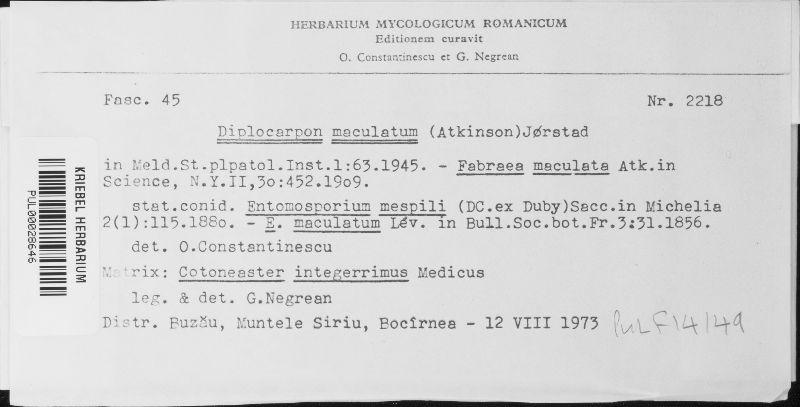 HERBARIUM MYCOLOGICUM ROMANICUM
Editionem curavit
O. Constantinescu et G. Negrean
Fasc. 45 Nr. 2218
Diplocarpon maculatum (Atkinson)Jørstad
in Meld.St.plpatol.Inst.1:63.1945. - Fabraea maculata Atk.in
Science, N.Y.II,3o:452.19o9.
stat.conid. Entomosporium mespili (DC.ex Duby)Sacc.in Michelia
2(1):115.188o. - E. maculatum Lév. in Bull.Soc.bot.Fr.3:31.1856.
det. O.Constantinescu
Matrix: Cotoneaster integerrimus Medicus
leg. & det. G.Negrean
Distr. Buzău, Muntele Siriu, Bocîrnea - 12 VIII 1973 PULF14149
KRIEBEL HERBARIUM
PUL00028646